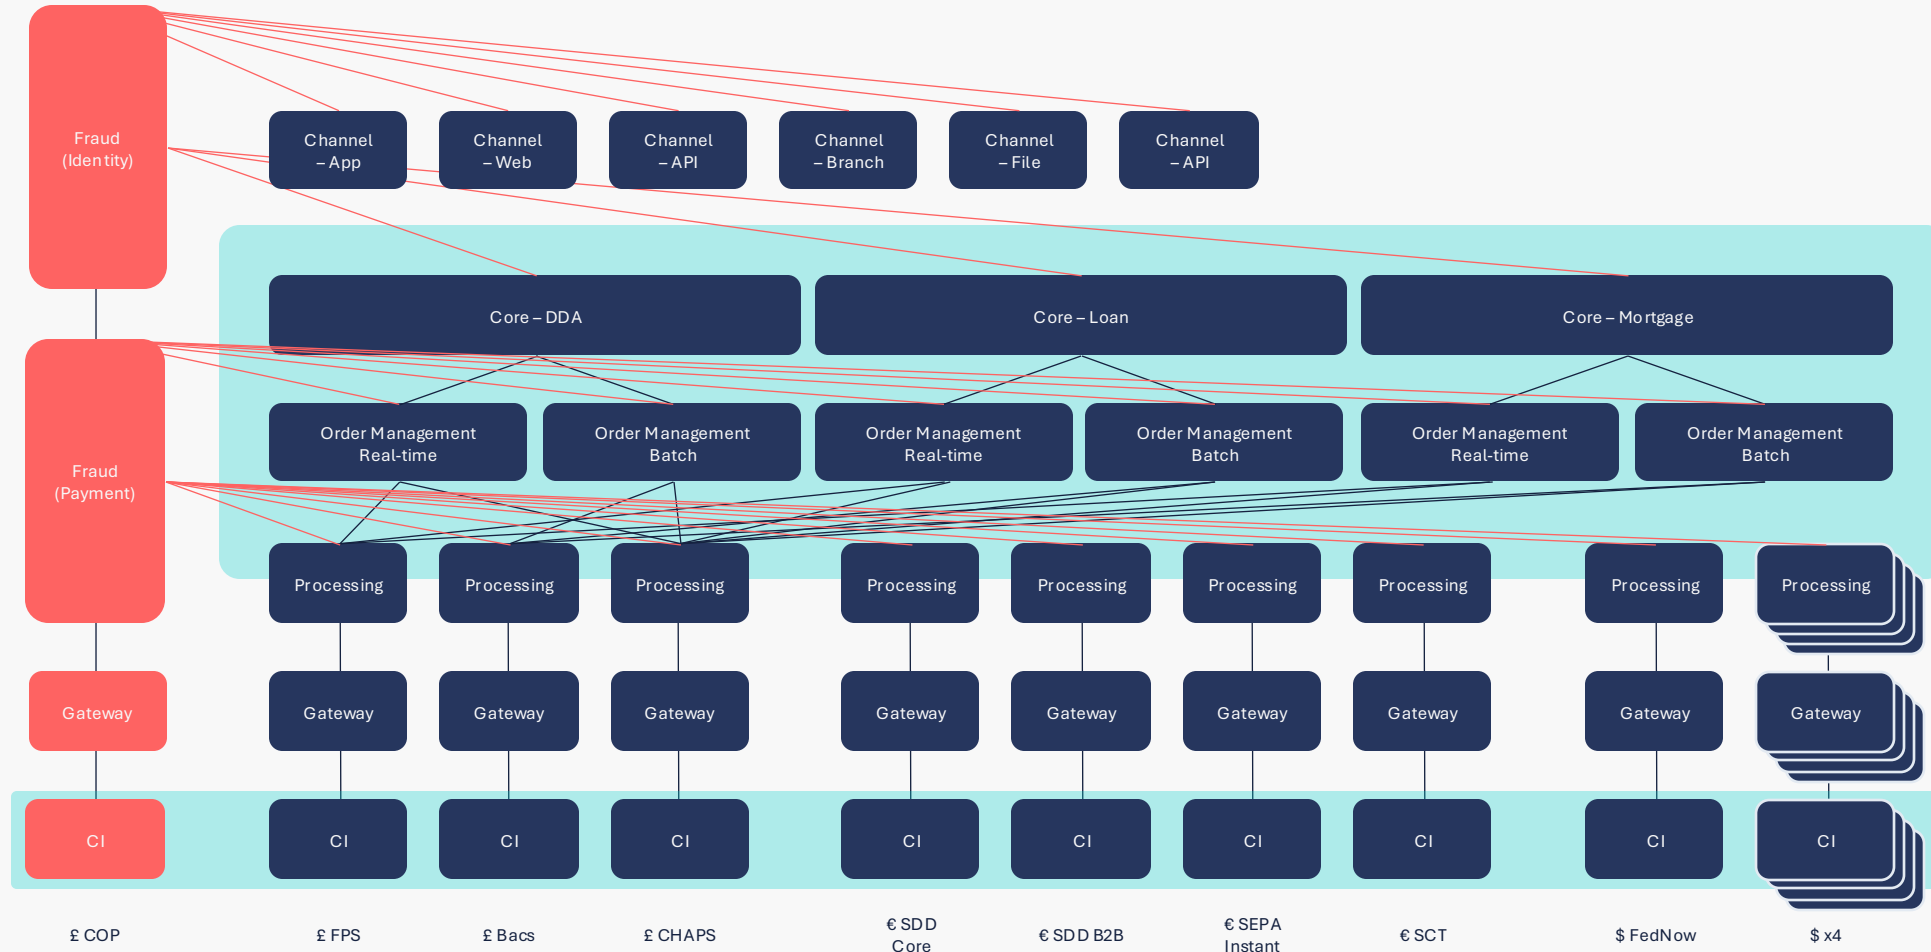 Fraud
(Identity)
Channel
– App
Channel
– Web
Channel
– API
Channel
– Branch
Channel
– File
Channel
– API
Core – DDA
Core – Loan
Core – Mortgage
Fraud
(Payment)
Order Management
Real-time
Order Management
Batch
Order Management
Real-time
Order Management
Batch
Order Management
Real-time
Order Management
Batch
Processing
Processing
Processing
Processing
Processing
Processing
Processing
Processing
Processing
Gateway
Gateway
Gateway
Gateway
Gateway
Gateway
Gateway
Gateway
Gateway
Gateway
CI
CI
CI
CI
CI
CI
CI
CI
CI
CI
£ COP
£ FPS
£ Bacs
£ CHAPS
€ SDD
Core
€ SDD B2B
€ SEPA
Instant
€ SCT
$ FedNow
$ x4